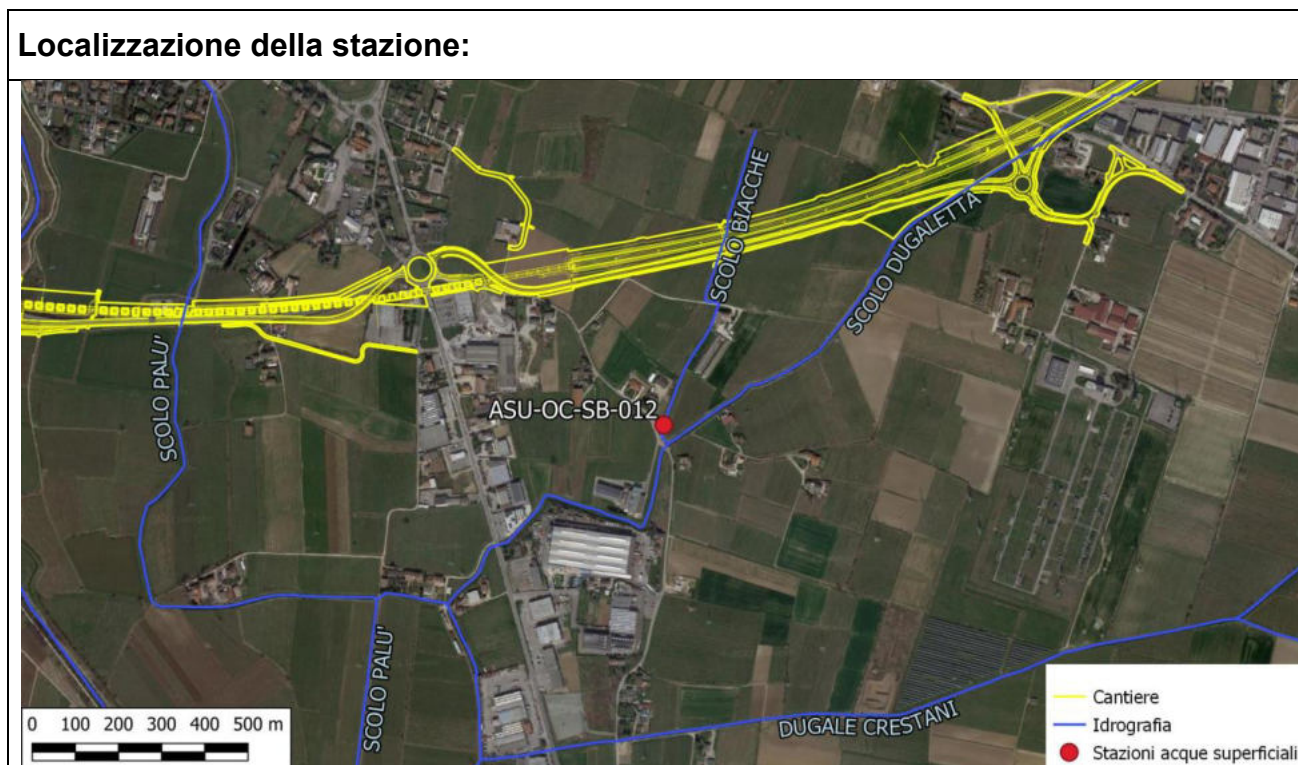 Localizzazione della stazione:
SCOLO BIACCHE
SCOLO DUGALETTA
SCOLO PALU'
ASU-OC-SB-012
SCOLO PALU'
DUGALE CRESTANI
0 100 200 300 400 500 m
Cantiere
Idrografia
Stazioni acque superficiali